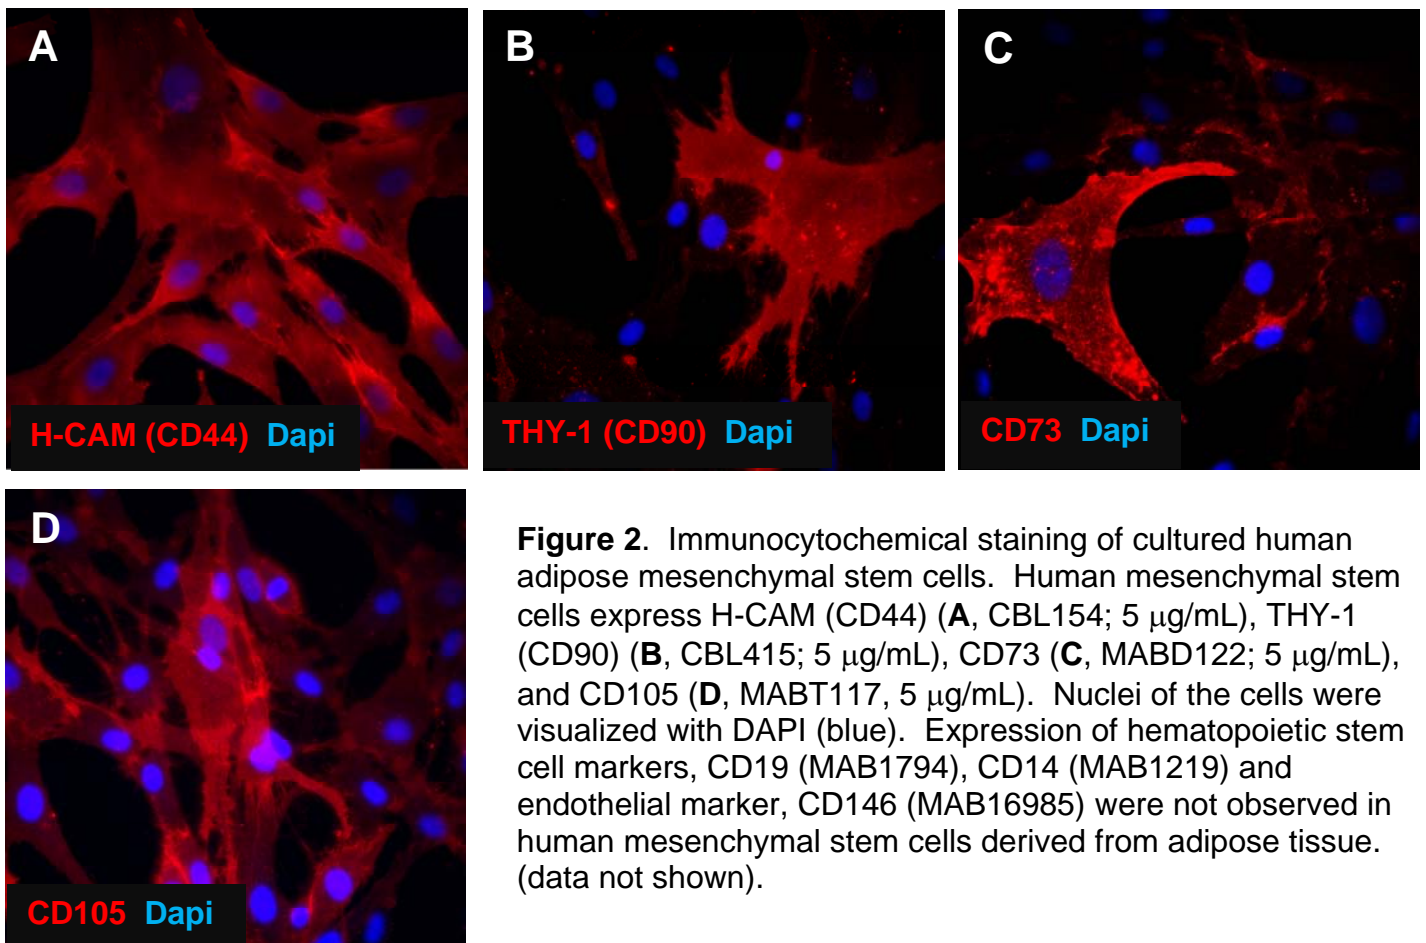 A
B
C
H-CAM (CD44) Dapi
THY-1 (CD90) Dapi
CD73 Dapi
D
CD105 Dapi
Figure 2. Immunocytochemical staining of cultured human
adipose mesenchymal stem cells. Human mesenchymal stem
cells express H-CAM (CD44) (A, CBL154; 5 μg/mL), THY-1
(CD90) (B, CBL415; 5 μg/mL), CD73 (C, MABD122; 5 μg/mL),
and CD105 (D, MABT117, 5 μg/mL). Nuclei of the cells were
visualized with DAPI (blue). Expression of hematopoietic stem
cell markers, CD19 (MAB1794), CD14 (MAB1219) and
endothelial marker, CD146 (MAB16985) were not observed in
human mesenchymal stem cells derived from adipose tissue.
(data not shown).